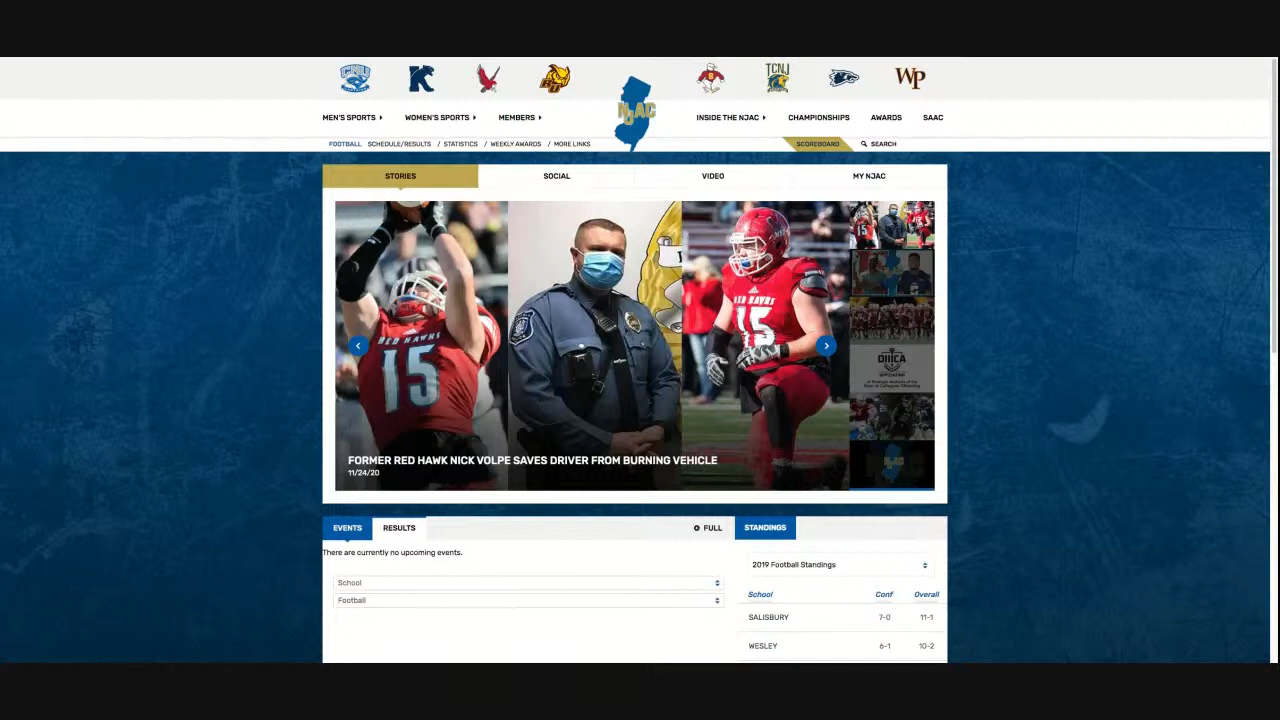 CNU
K
TCNJ
WP
NJAC
MEN'S SPORTS
WOMEN'S SPORTS
MEMBERS
INSIDE THE NJAC
CHAMPIONSHIPS
AWARDS
SAAC
FOOTBALL SCHEDULE/RESULTS / STATISTICS / WEEKLY AWARDS / MORE LINKS
SCOREBOARD
SEARCH
STORIES
SOCIAL
VIDEO
MY NJAC
RED HAWKS
15
RED HAWKS
15
FORMER RED HAWK NICK VOLPE SAVES DRIVER FROM BURNING VEHICLE
11/24/20
EVENTS
RESULTS
FULL
STANDINGS
There are currently no upcoming events.
School
Football
2019 Football Standings
School Conf Overall
SALISBURY 7-0 11-1
WESLEY 6-1 10-2